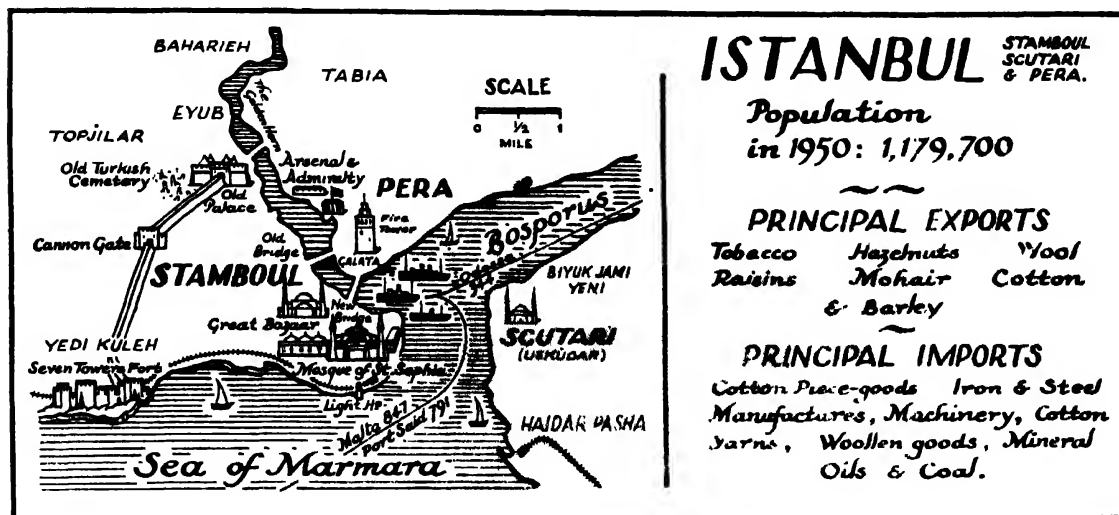 BAHARIEH
TABIA
The
Golden Horn
EYUB
TOPJILAR
Old Turkish
Cemetery
Old
Palace
Arsenal &
Admiralty
PERA
SCALE
0 ½ 1
MILE
Cannon Gate
Old
Bridge
Fire
Tower
GALATA
STAMBOUL
Bosporus
BIYUK JAMI
YENI
New
Bridge
Great Bazaar
SCUTARI
(USKUDAR)
YEDI KULEH
Seven Towers Fort
Mosque of St. Sophia
Light Hse
Malta 847
Port Said 791
HAIDAR PASHA
Sea of Marmara
ISTANBUL
STAMBOUL
SCUTARI
& PERA.
Population
in 1950: 1,179,700
PRINCIPAL EXPORTS
Tobacco Hazelnuts Wool
Raisins Mohair Cotton
& Barley
PRINCIPAL IMPORTS
Cotton Piece-goods Iron & Steel
Manufactures, Machinery, Cotton
Yarns, Woollen goods, Mineral
Oils & Coal.